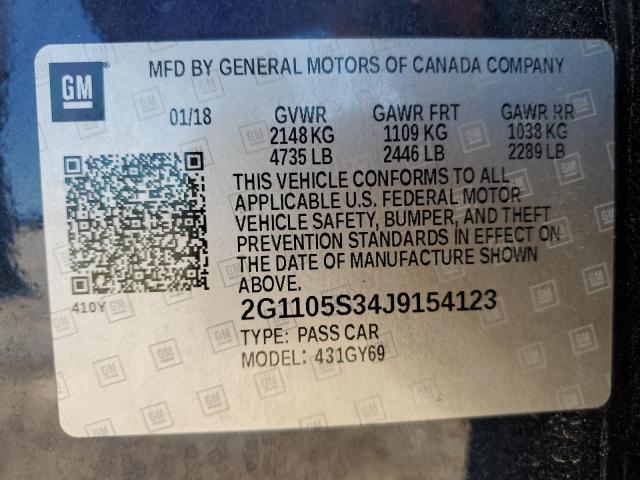 GM
MFD BY GENERAL MOTORS OF CANADA COMPANY
01/18 GVWR GAWR FRT GAWR RR
2148 KG 1109 KG 1038 KG
4735 LB 2446 LB 2289 LB
THIS VEHICLE CONFORMS TO ALL
APPLICABLE U.S. FEDERAL MOTOR
VEHICLE SAFETY, BUMPER, AND THEFT
PREVENTION STANDARDS IN EFFECT ON
THE DATE OF MANUFACTURE SHOWN
ABOVE.
410Y
2G1105S34J9154123
TYPE: PASS CAR
MODEL: 431GY69